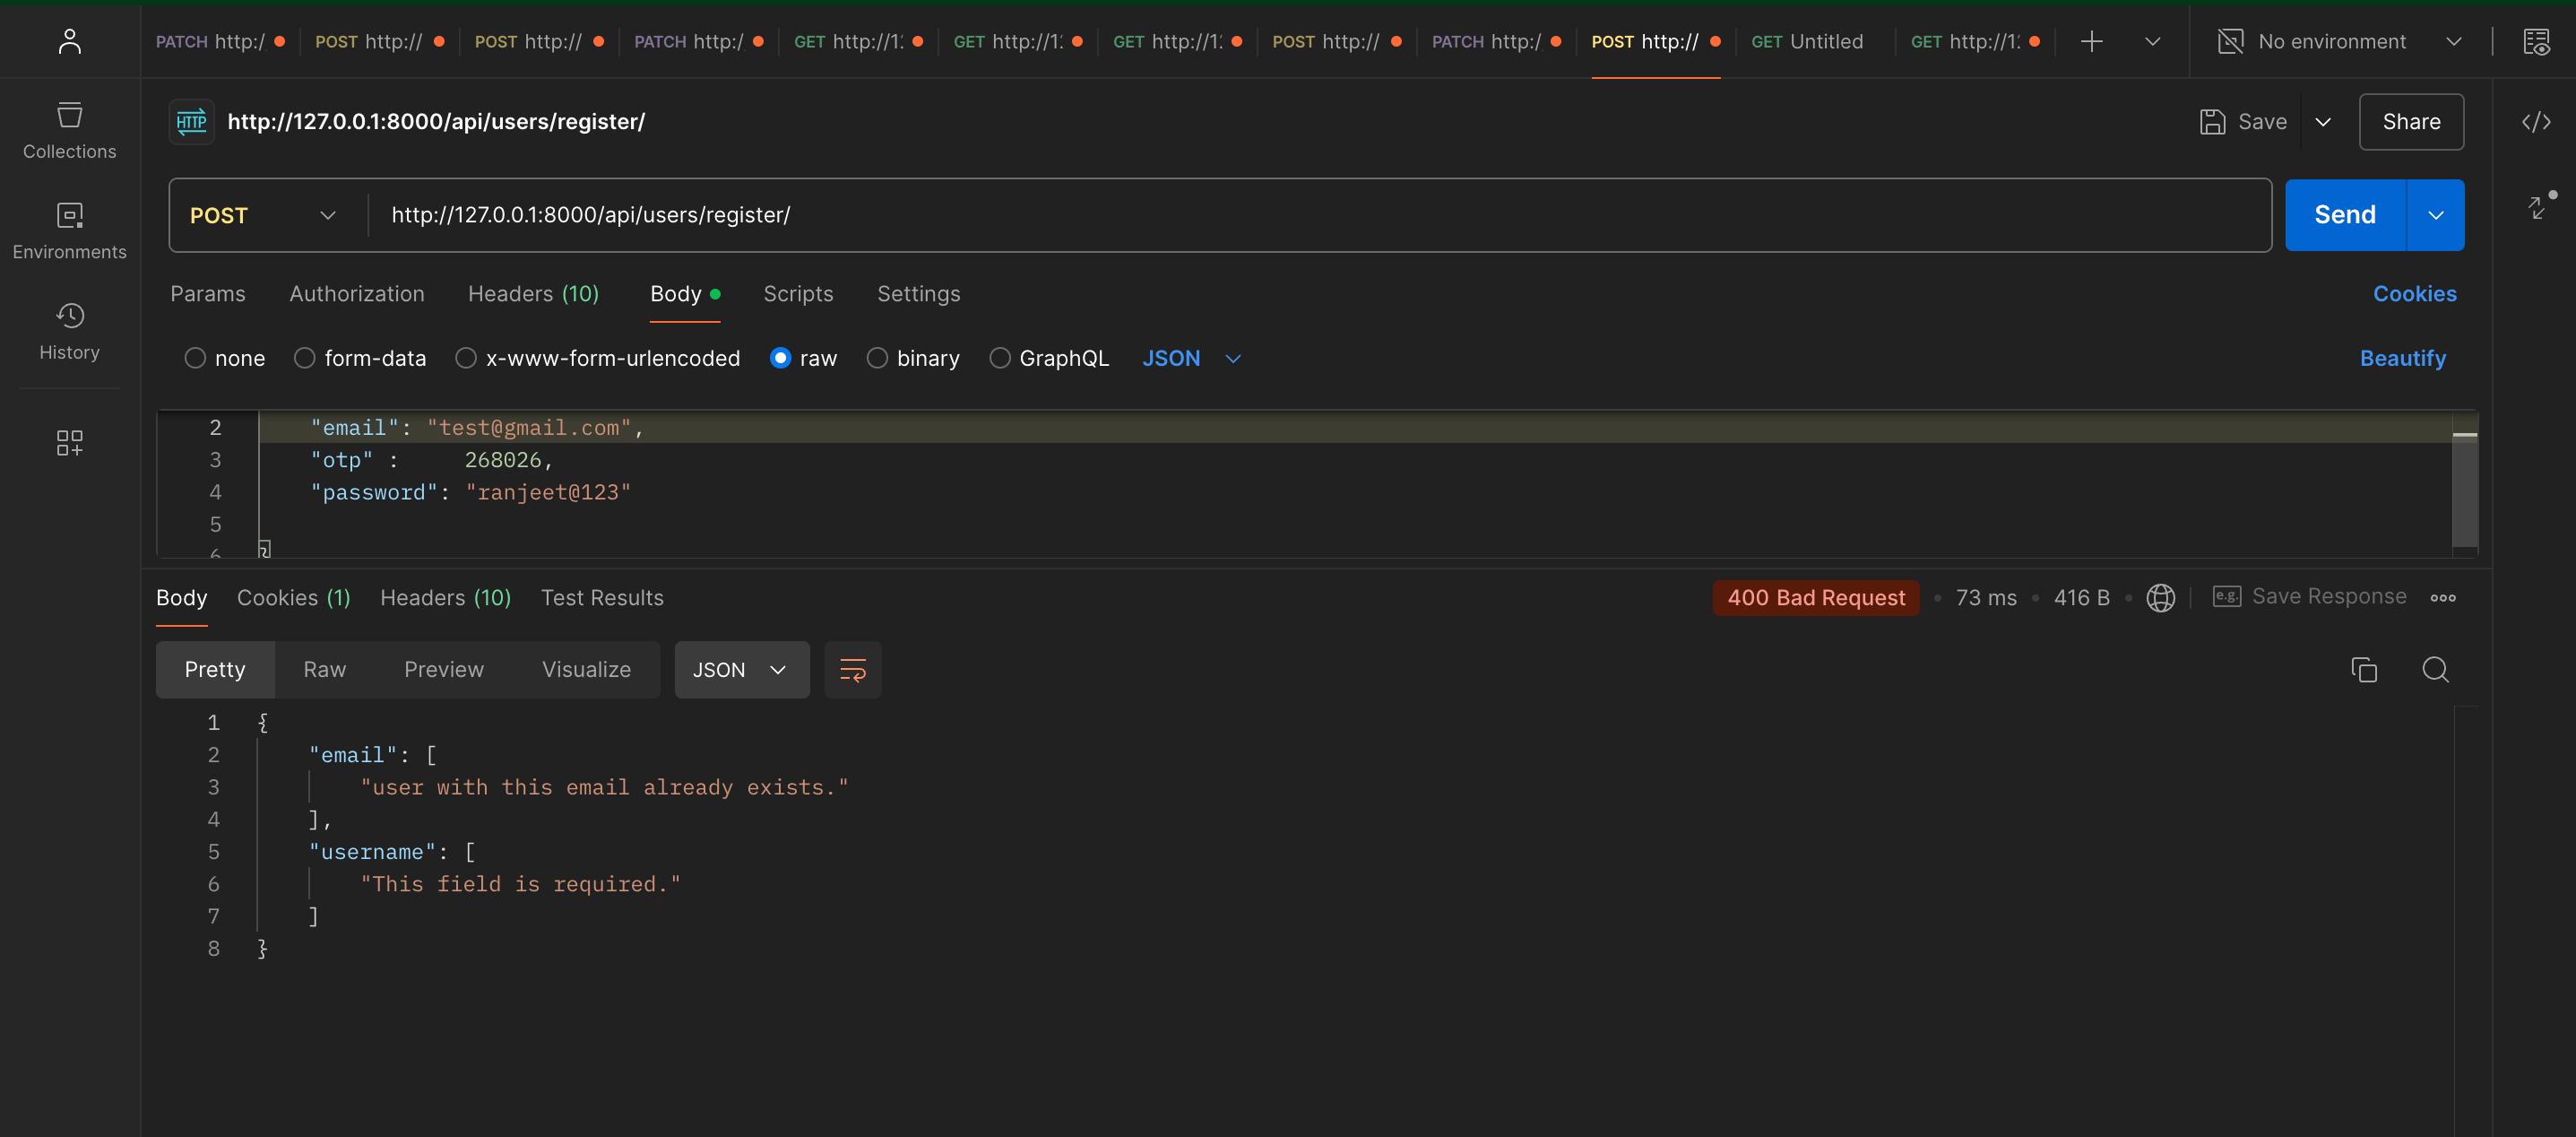 PATCH http:/ POST http:// POST http:// PATCH http:/ GET http://1 GET http://1 GET http://1 POST http:// PATCH http:/ POST http:// GET Untitled GET http://1 No environment
HTTP http://127.0.0.1:8000/api/users/register/ Save Share
Collections
POST http://127.0.0.1:8000/api/users/register/ Send
Environments
Params Authorization Headers (10) Body Scripts Settings Cookies
History
none form-data x-www-form-urlencoded raw binary GraphQL JSON Beautify
2 "email": "test@gmail.com",
3 "otp" : 268026,
4 "password": "ranjeet@123"
5
6 }
Body Cookies (1) Headers (10) Test Results 400 Bad Request • 73 ms • 416 B • e.g. Save Response
Pretty Raw Preview Visualize JSON
1 {
2 "email": [
3 "user with this email already exists."
4 ],
5 "username": [
6 "This field is required."
7 ]
8 }